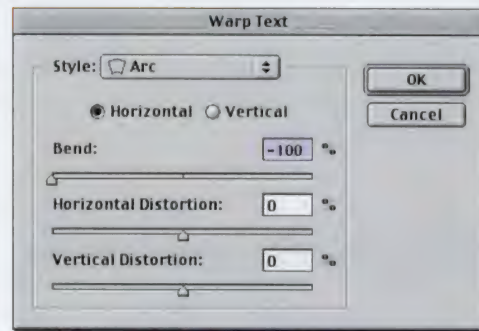 Warp Text
Style: Arc
OK
Horizontal Vertical
Cancel
Bend: -100 %
Horizontal Distortion: 0 %
Vertical Distortion: 0 %